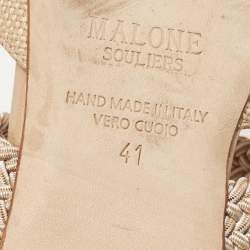 MALONE
SOULIERS
HAND MADE IN ITALY
VERO CUOIO
41